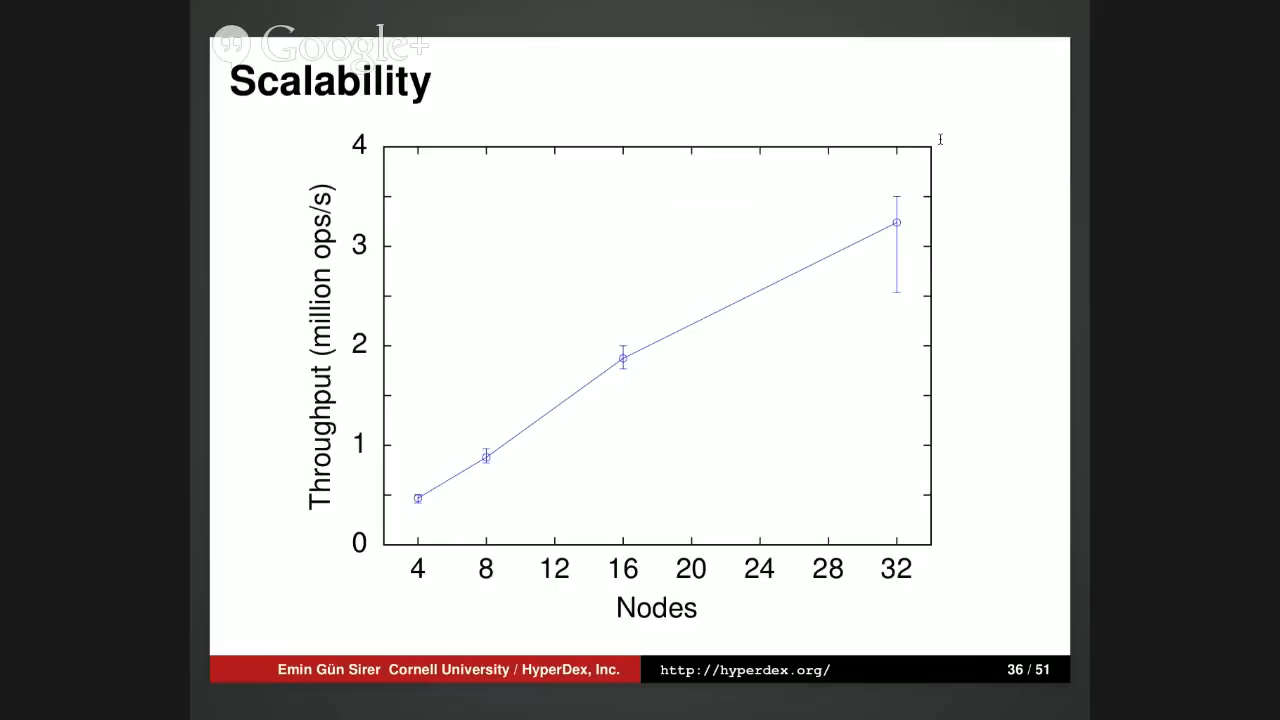 Google+
Scalability
4
3
2
1
0
Throughput (million ops/s)
4 8 12 16 20 24 28 32
Nodes
Emin Gün Sirer Cornell University / HyperDex, Inc. http://hyperdex.org/ 36 / 51